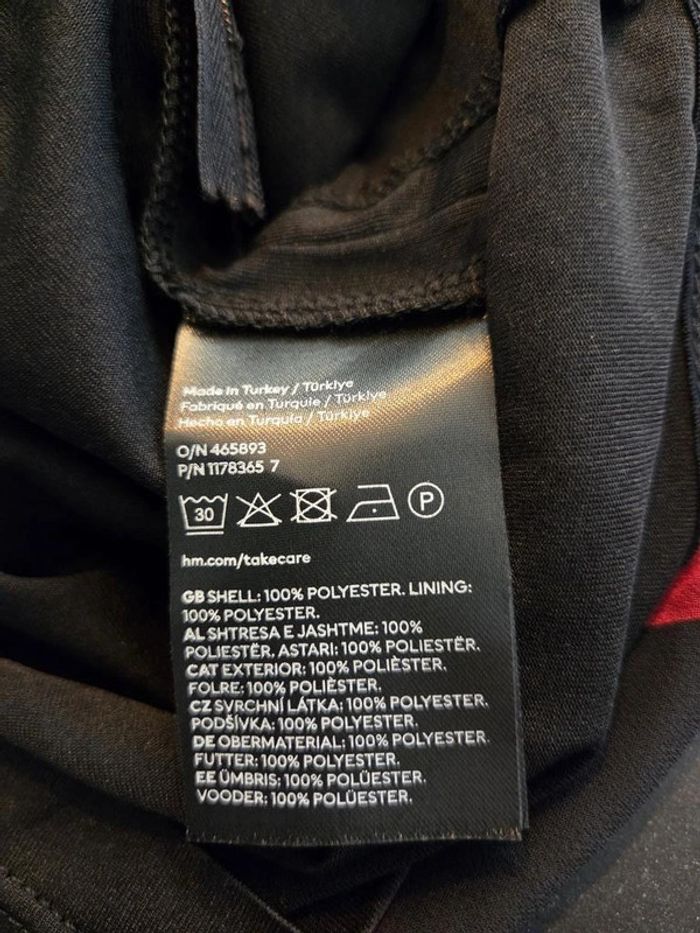 Made in Turkey / Türkiye
Fabriqué en Turquie / Türkiye
Hecho en Turquía / Türkiye
O/N 465893
P/N 1178365 7
30 P
hm.com/takecare
GB SHELL: 100% POLYESTER. LINING:
100% POLYESTER.
AL SHTRESA E JASHTME: 100%
POLIESTËR. ASTARI: 100% POLIESTËR.
CAT EXTERIOR: 100% POLIÈSTER.
FOLRE: 100% POLIÈSTER.
CZ SVRCHNÍ LÁTKA: 100% POLYESTER.
PODŠÍVKA: 100% POLYESTER.
DE OBERMATERIAL: 100% POLYESTER.
FUTTER: 100% POLYESTER.
EE ÜMBRIS: 100% POLÜESTER.
VOODER: 100% POLÜESTER.